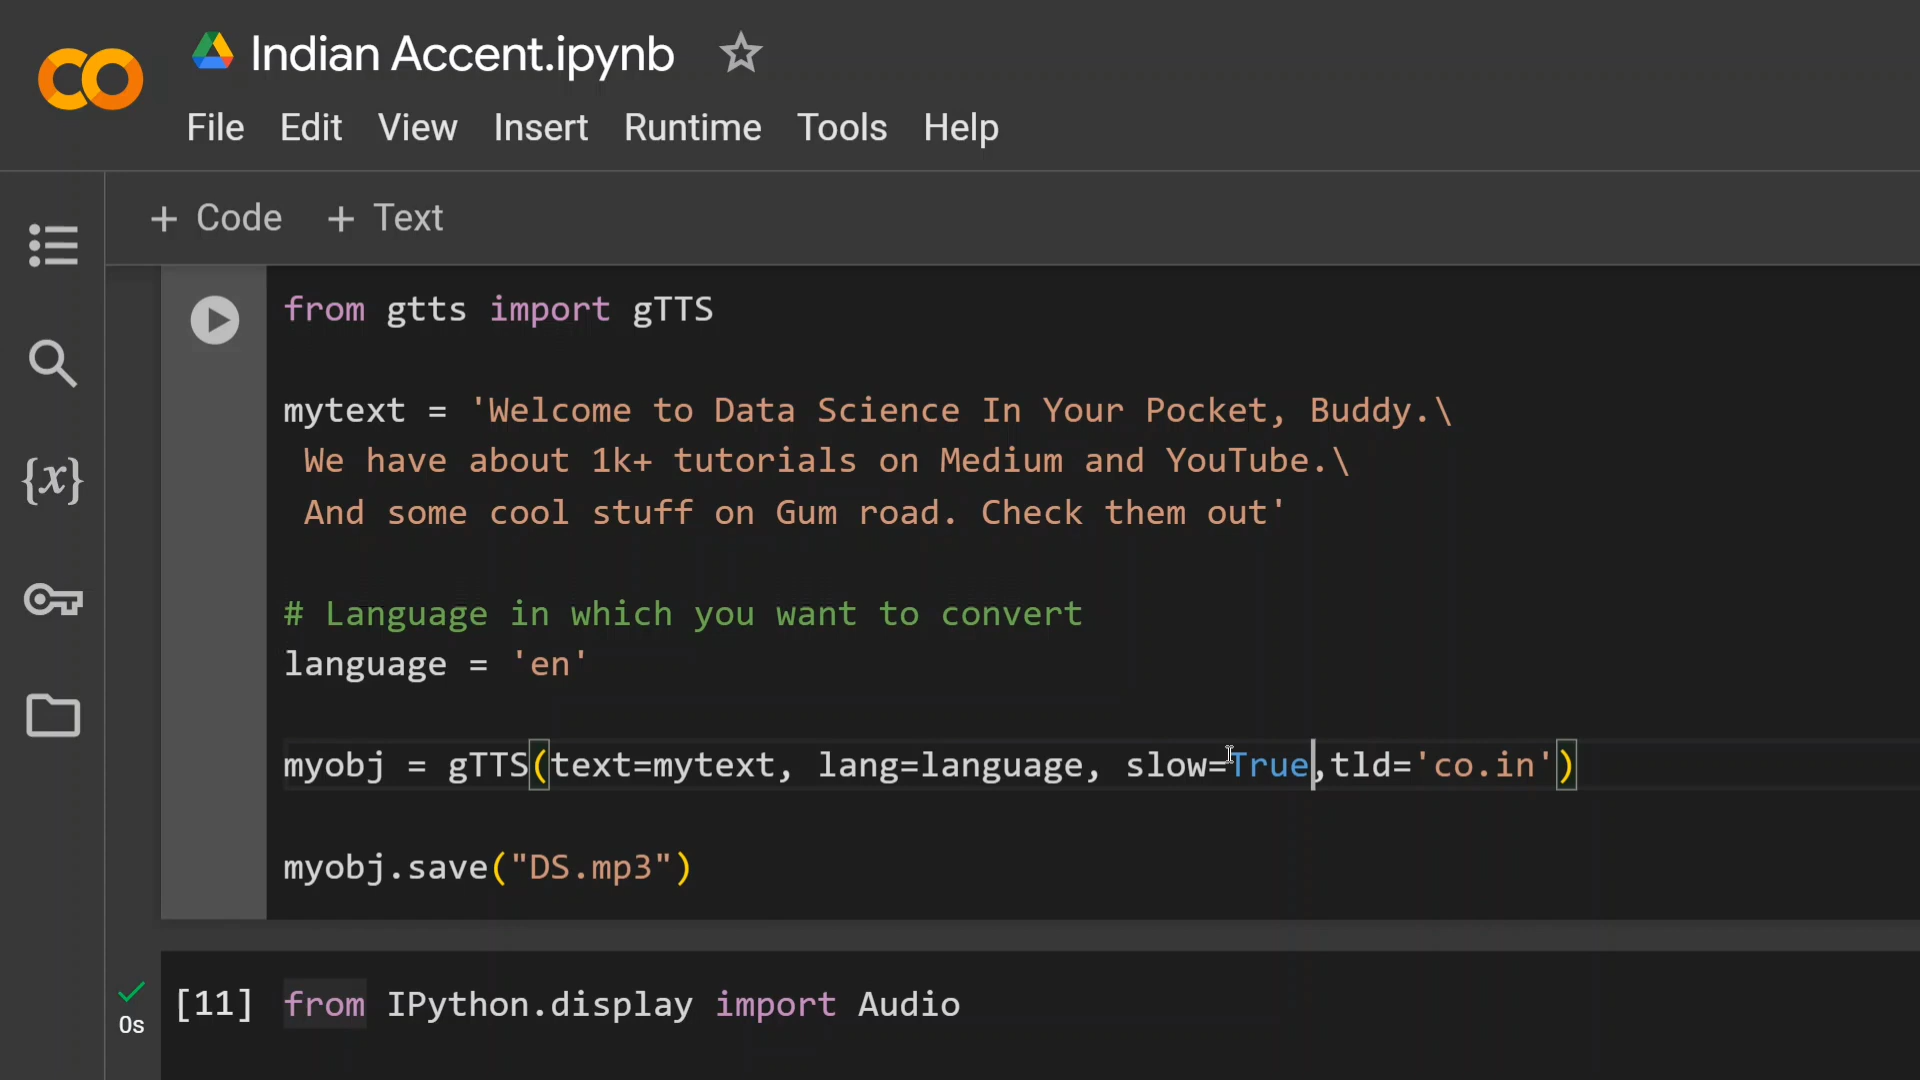 Indian Accent.ipynb
File Edit View Insert Runtime Tools Help
+ Code + Text
from gtts import gTTS
mytext = 'Welcome to Data Science In Your Pocket, Buddy.\
We have about 1k+ tutorials on Medium and YouTube.\
And some cool stuff on Gum road. Check them out'
# Language in which you want to convert
language = 'en'
myobj = gTTS(text=mytext, lang=language, slow=True,tld='co.in')
myobj.save("DS.mp3")
[11] from IPython.display import Audio
0s
{x}